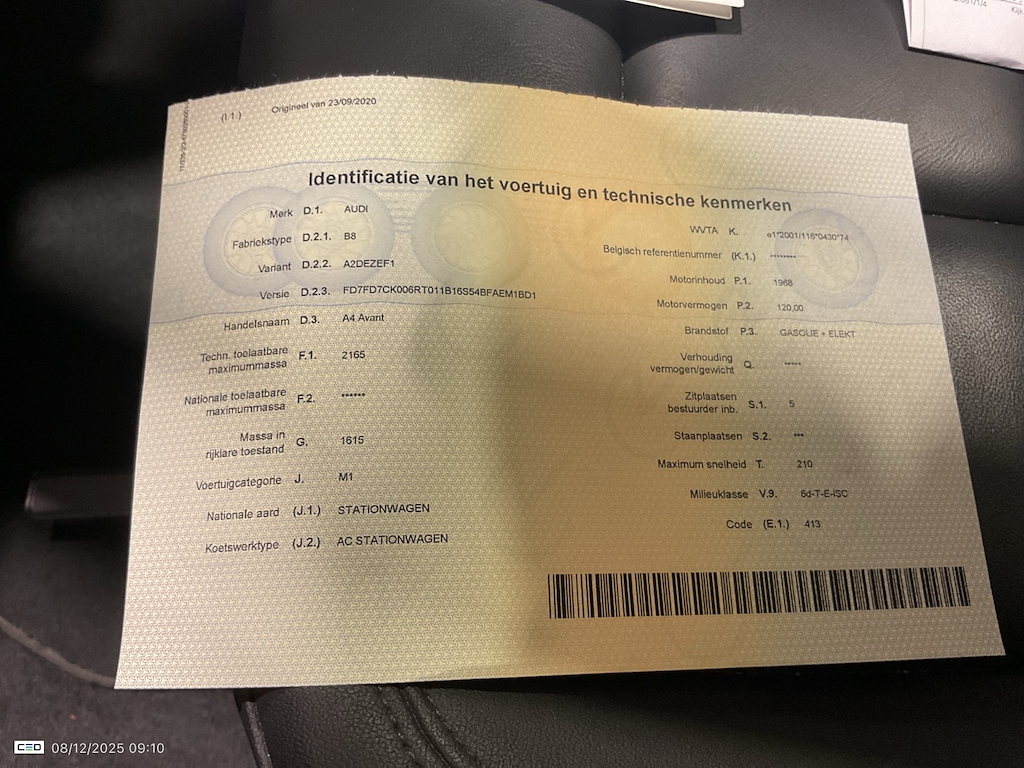 (I.1.) Origineel van 23/09/2020
Identificatie van het voertuig en technische kenmerken
Merk D.1. AUDI
Fabriekstype D.2.1. B8
Variant D.2.2. A2DEZEF1
Versie D.2.3. FD7FD7CK006RT011B16S54BFAEM1BD1
Handelsnaam D.3. A4 Avant
Techn. toelaatbare
maximummassa F.1. 2165
Nationale toelaatbare
maximummassa F.2. ******
Massa in
rijklare toestand G. 1615
Voertuigcategorie J. M1
Nationale aard (J.1.) STATIONWAGEN
Koetswerktype (J.2.) AC STATIONWAGEN
WVTA K. e1*2001/116*0430*74
Belgisch referentienummer (K.1.) ********
Motorinhoud P.1. 1968
Motorvermogen P.2. 120,00
Brandstof P.3. GASOLIE + ELEKT
Verhouding
vermogen/gewicht Q. *****
Zitplaatsen
bestuurder inb. S.1. 5
Staanplaatsen S.2. ***
Maximum snelheid T. 210
Milieuklasse V.9. 6d-T-E-ISC
Code (E.1.) 413
CEO 08/12/2025 09:10